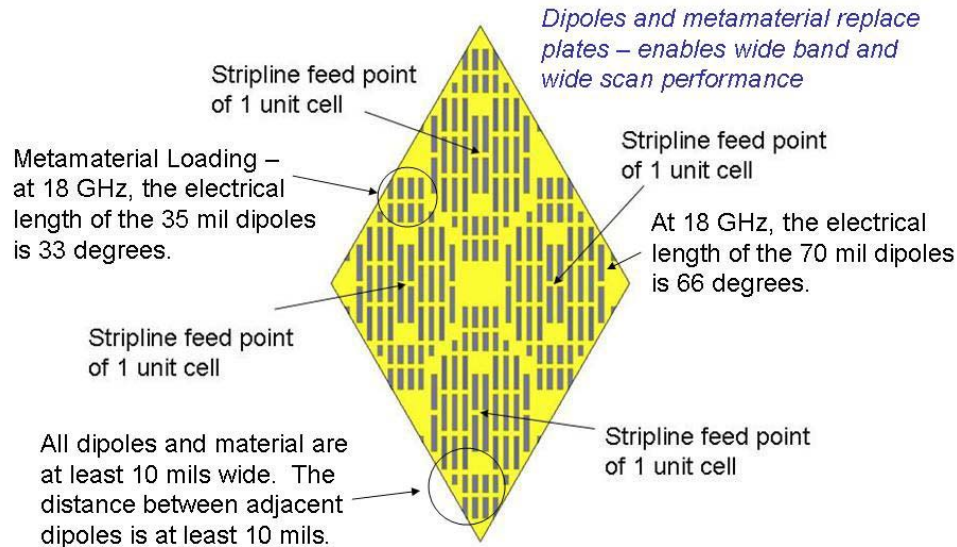 Dipoles and metamaterial replace
plates – enables wide band and
wide scan performance
Stripline feed point
of 1 unit cell
Stripline feed point
of 1 unit cell
Metamaterial Loading –
at 18 GHz, the electrical
length of the 35 mil dipoles
is 33 degrees.
At 18 GHz, the electrical
length of the 70 mil dipoles
is 66 degrees.
Stripline feed point
of 1 unit cell
All dipoles and material are
at least 10 mils wide.  The
distance between adjacent
dipoles is at least 10 mils.
Stripline feed point
of 1 unit cell